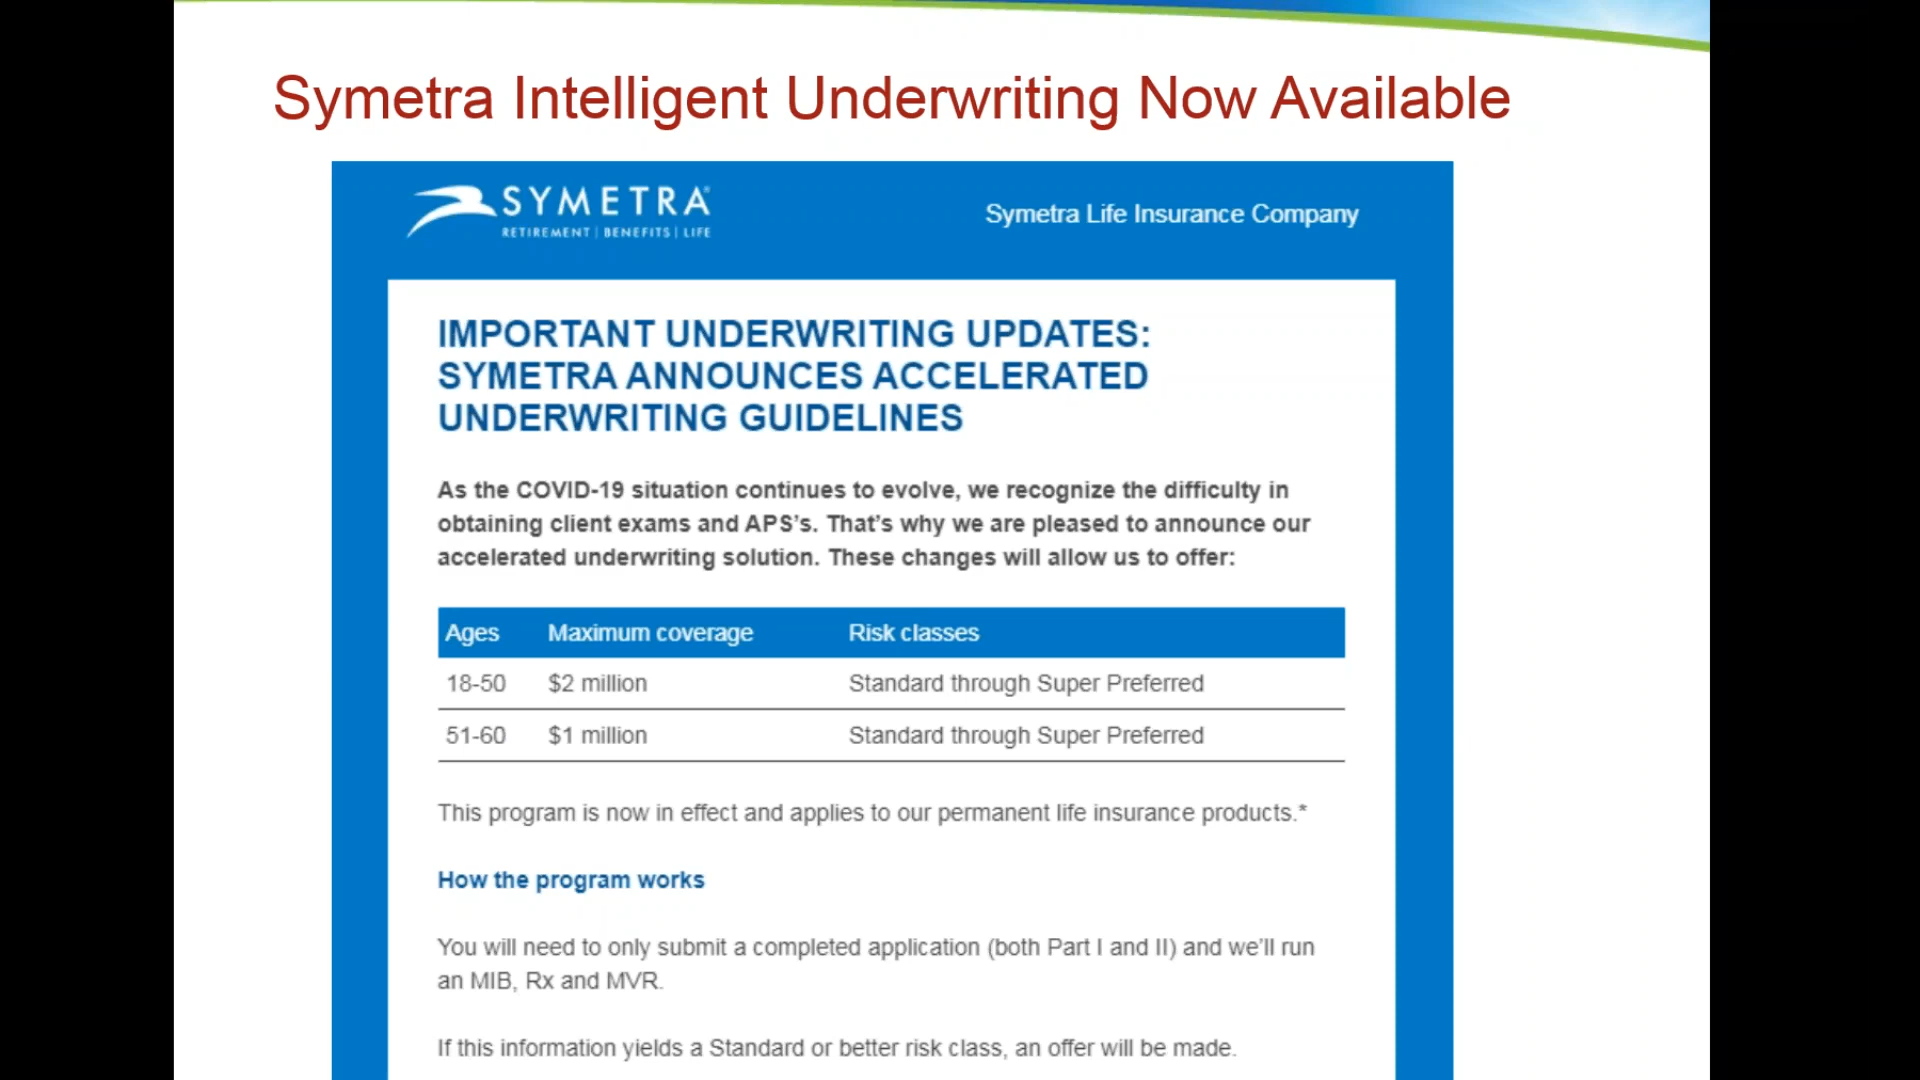 Symetra Intelligent Underwriting Now Available
SYMETRA®
RETIREMENT | BENEFITS | LIFE
Symetra Life Insurance Company
IMPORTANT UNDERWRITING UPDATES:
SYMETRA ANNOUNCES ACCELERATED
UNDERWRITING GUIDELINES
As the COVID-19 situation continues to evolve, we recognize the difficulty in
obtaining client exams and APS’s. That’s why we are pleased to announce our
accelerated underwriting solution. These changes will allow us to offer:
Ages Maximum coverage Risk classes
18-50 $2 million Standard through Super Preferred
51-60 $1 million Standard through Super Preferred
This program is now in effect and applies to our permanent life insurance products.*
How the program works
You will need to only submit a completed application (both Part I and II) and we’ll run
an MIB, Rx and MVR.
If this information yields a Standard or better risk class, an offer will be made.